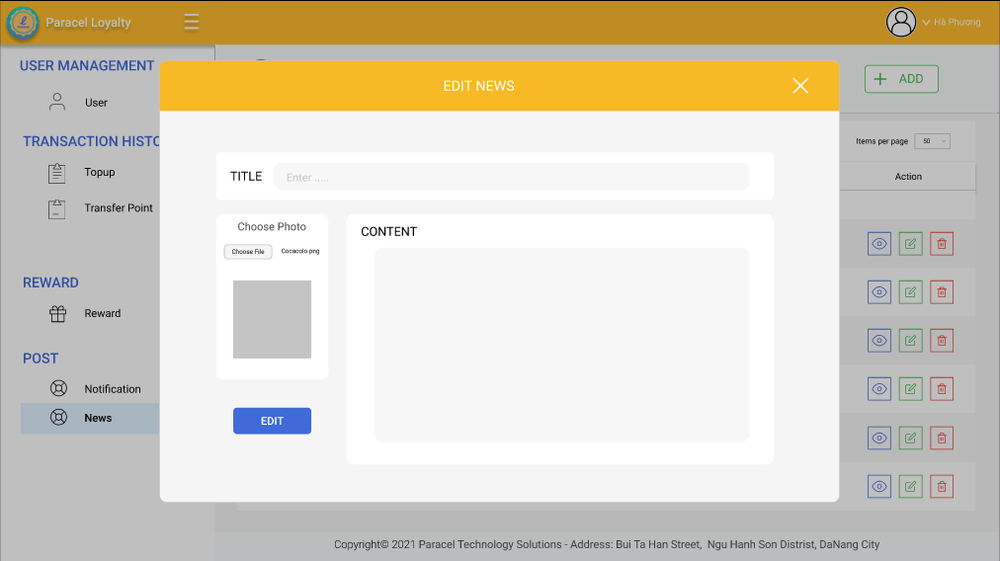 Paracel Loyalty
Hà Phương
USER MANAGEMENT
User
TRANSACTION HISTO
Topup
Transfer Point
REWARD
Reward
POST
Notification
News
ADD
Items per page 50
Action
EDIT NEWS
TITLE
Enter .....
Choose Photo
Choose File Cocacolo.png
EDIT
CONTENT
Copyright© 2021 Paracel Technology Solutions - Address: Bui Ta Han Street, Ngu Hanh Son Distrist, DaNang City